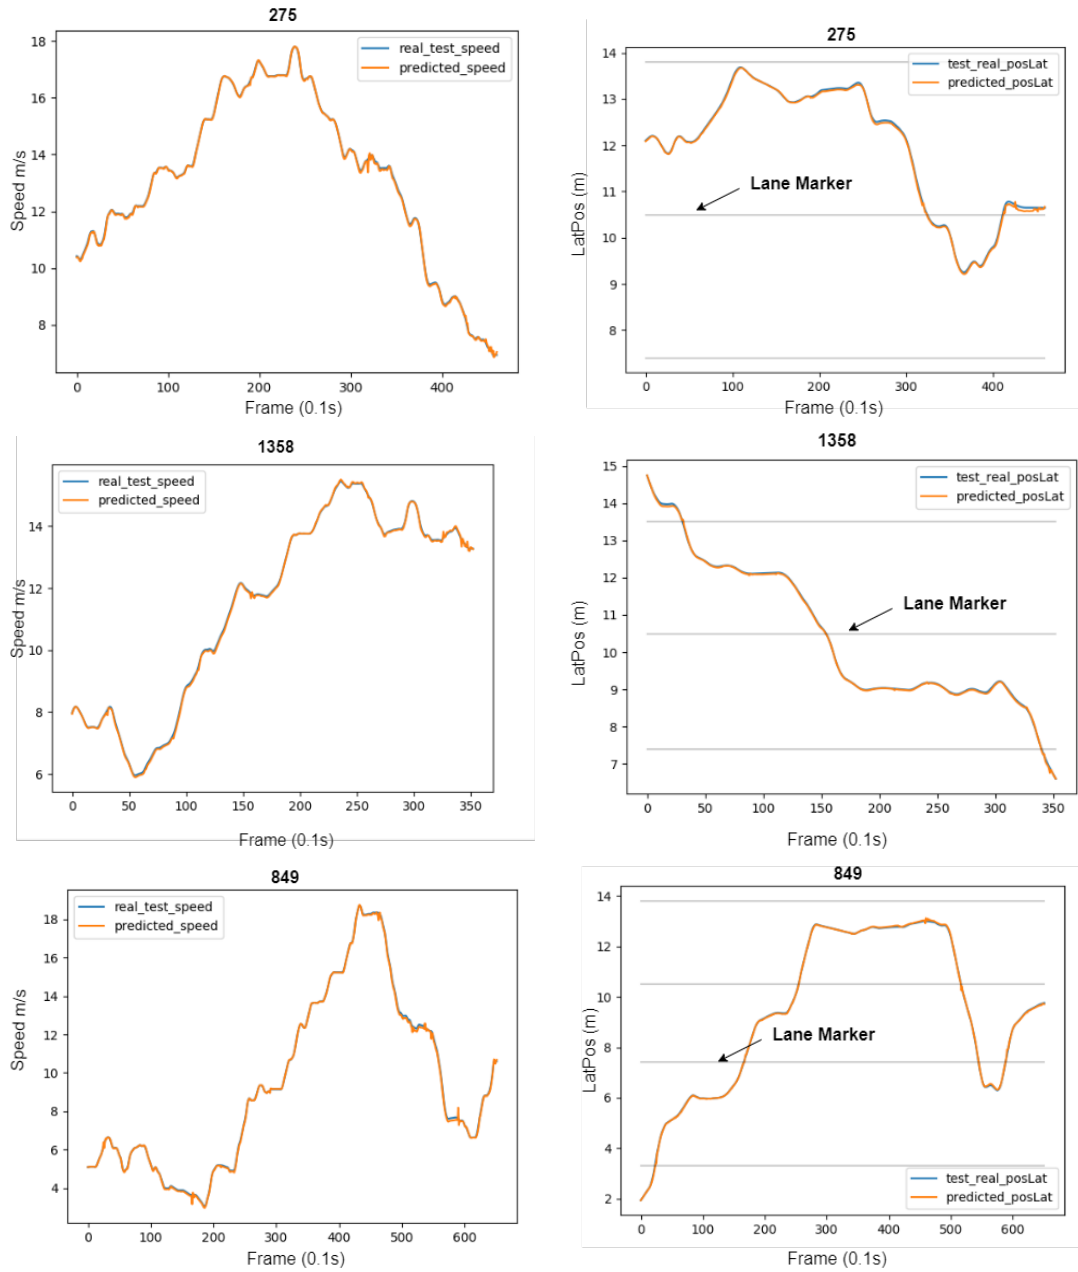 275
real_test_speed
predicted_speed
18
16
14
12
10
8
Speed m/s
0 100 200 300 400
Frame (0.1s)
275
test_real_posLat
predicted_posLat
Lane Marker
14
13
12
11
10
9
8
LatPos (m)
0 100 200 300 400
Frame (0.1s)
1358
real_test_speed
predicted_speed
14
12
10
8
6
Speed m/s
0 50 100 150 200 250 300 350
Frame (0.1s)
1358
test_real_posLat
predicted_posLat
Lane Marker
15
14
13
12
11
10
9
8
7
LatPos (m)
0 50 100 150 200 250 300 350
Frame (0.1s)
849
real_test_speed
predicted_speed
18
16
14
12
10
8
6
4
Speed m/s
0 100 200 300 400 500 600
Frame (0.1s)
849
14
12
10
8
6
4
2
LatPos (m)
Lane Marker
test_real_posLat
predicted_posLat
0 100 200 300 400 500 600
Frame (0.1s)